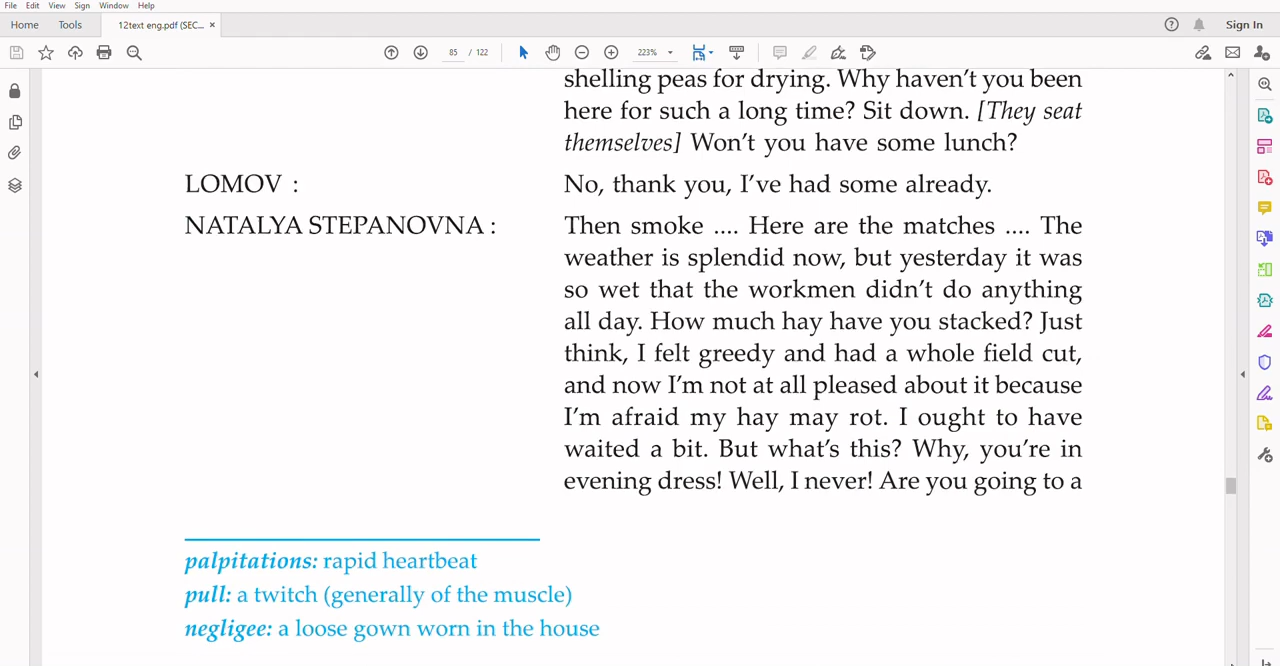 File Edit View Sign Window Help
Home Tools 12text eng.pdf (SEC... × Sign In
85 / 122 223%
shelling peas for drying. Why haven't you been
here for such a long time? Sit down. [They seat
themselves] Won't you have some lunch?
LOMOV : No, thank you, I've had some already.
NATALYA STEPANOVNA : Then smoke .... Here are the matches .... The
weather is splendid now, but yesterday it was
so wet that the workmen didn't do anything
all day. How much hay have you stacked? Just
think, I felt greedy and had a whole field cut,
and now I'm not at all pleased about it because
I'm afraid my hay may rot. I ought to have
waited a bit. But what's this? Why, you're in
evening dress! Well, I never! Are you going to a
palpitations: rapid heartbeat
pull: a twitch (generally of the muscle)
negligee: a loose gown worn in the house